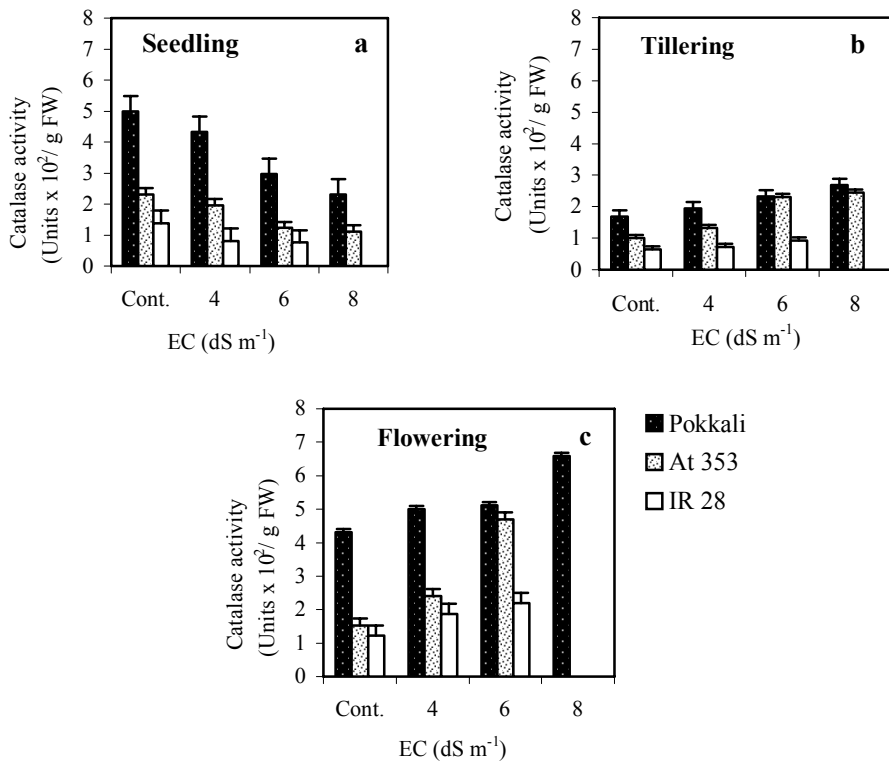 Seedling a
Catalase activity
(Units x 10²/ g FW)
8
7
6
5
4
3
2
1
0
Cont. 4 6 8
EC (dS m⁻¹)
Tillering b
Catalase activity
(Units x 10²/ g FW)
8
7
6
5
4
3
2
1
0
Cont. 4 6 8
EC (dS m⁻¹)
Flowering c
Catalase activity
(Units x 10²/ g FW)
8
7
6
5
4
3
2
1
0
Cont. 4 6 8
EC (dS m⁻¹)
Pokkali
At 353
IR 28